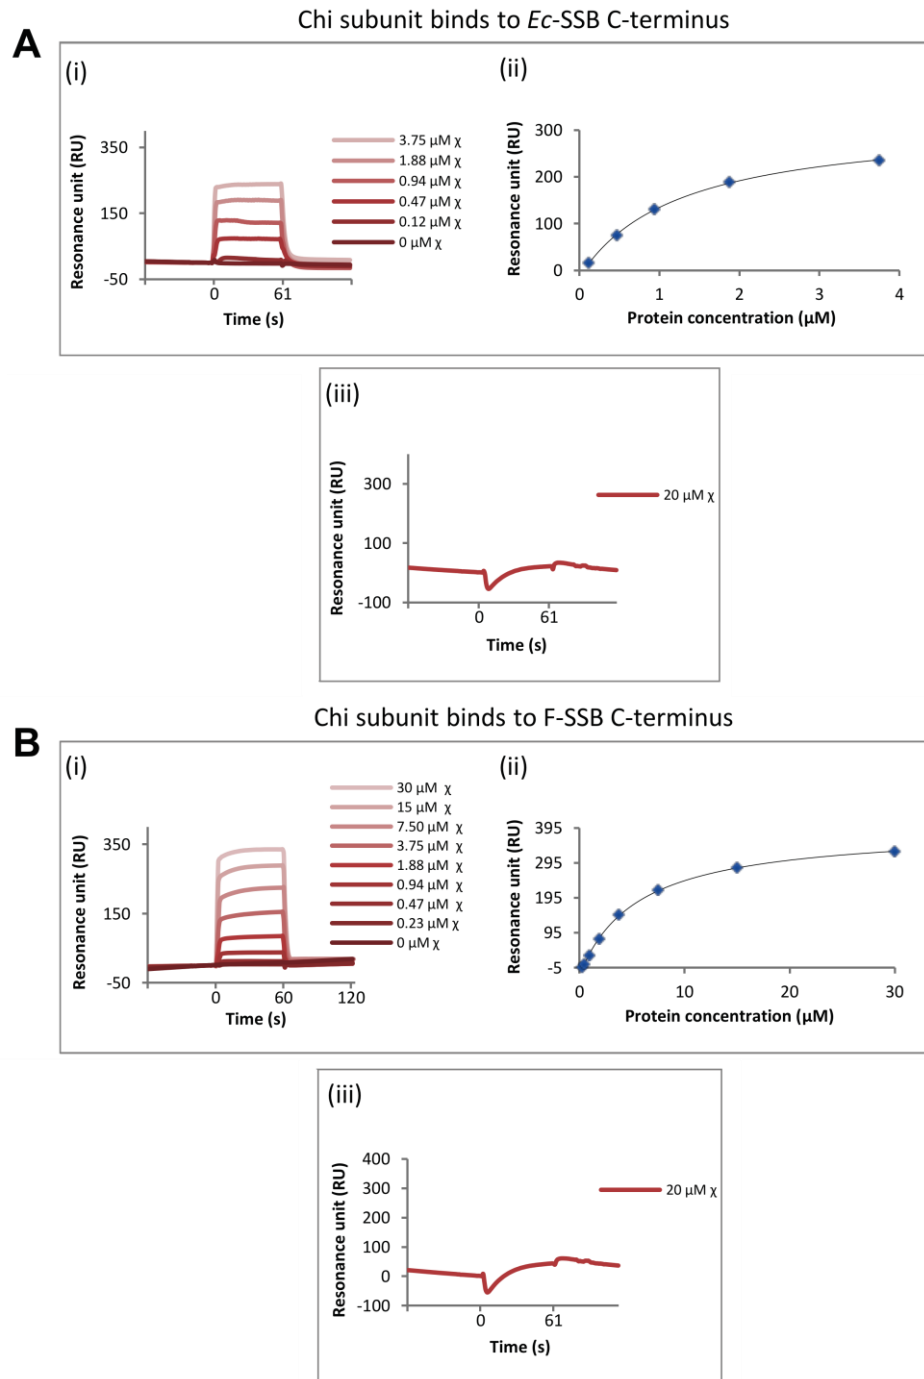 Chi subunit binds to Ec-SSB C-terminus
A
(i)
Resonance unit (RU)
350
150
-50
0
61
Time (s)
3.75 µM χ
1.88 µM χ
0.94 µM χ
0.47 µM χ
0.12 µM χ
0 µM χ
(ii)
Resonance unit (RU)
300
200
100
0
0
1
2
3
4
Protein concentration (µM)
(iii)
Resonance unit (RU)
300
100
-100
0
61
Time (s)
20 µM χ
Chi subunit binds to F-SSB C-terminus
B
(i)
Resonance unit (RU)
350
150
-50
0
60
120
Time (s)
30 µM χ
15 µM χ
7.50 µM χ
3.75 µM χ
1.88 µM χ
0.94 µM χ
0.47 µM χ
0.23 µM χ
0 µM χ
(ii)
Resonance unit (RU)
395
295
195
95
-5
0
10
20
30
Protein concentration (µM)
(iii)
Resonance unit (RU)
400
300
200
100
0
-100
0
61
Time (s)
20 µM χ